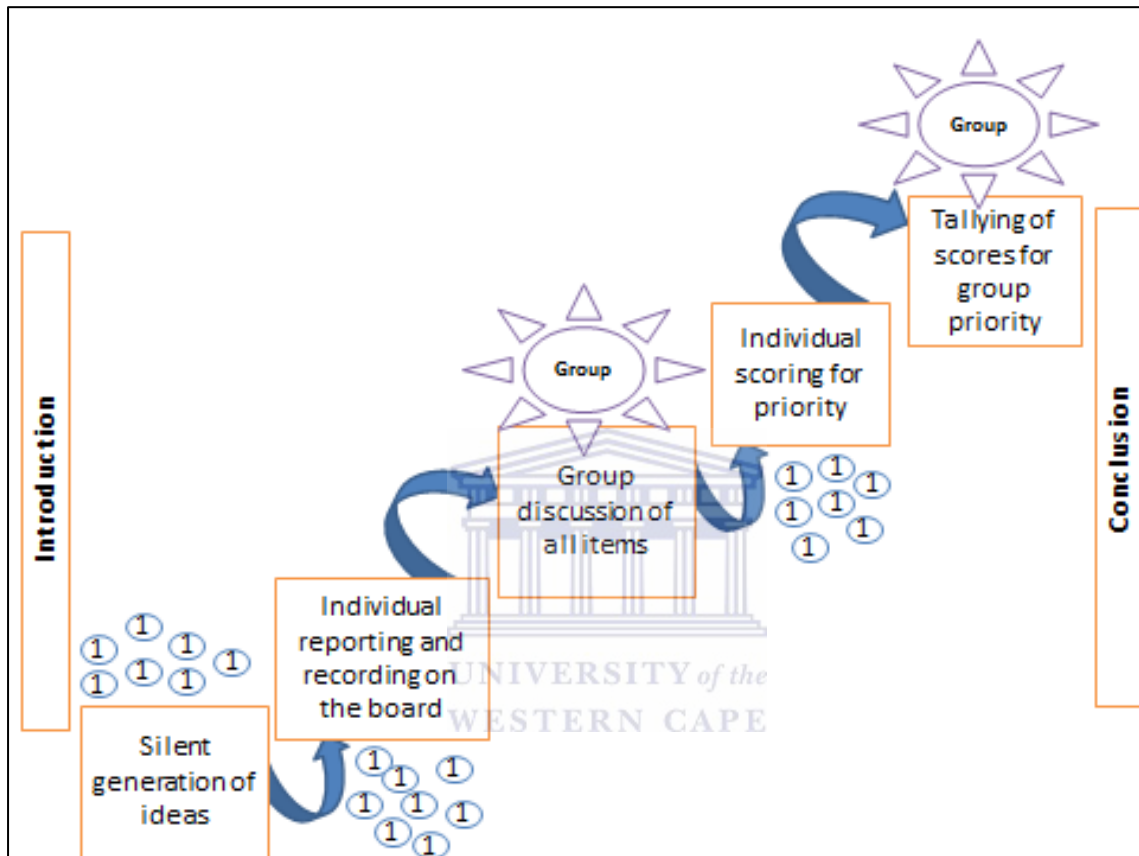 Introduction
1 1 1 1
1 1 1
Silent
generation of
ideas
Individual
reporting and
recording on
the board
1 1 1
1 1 1
1 1
Group
Group
discussion of
all items
Individual
scoring for
priority
1 1 1
1 1 1
1
Group
Tallying of
scores for
group
priority
Conclusion
UNIVERSITY of the
WESTERN CAPE